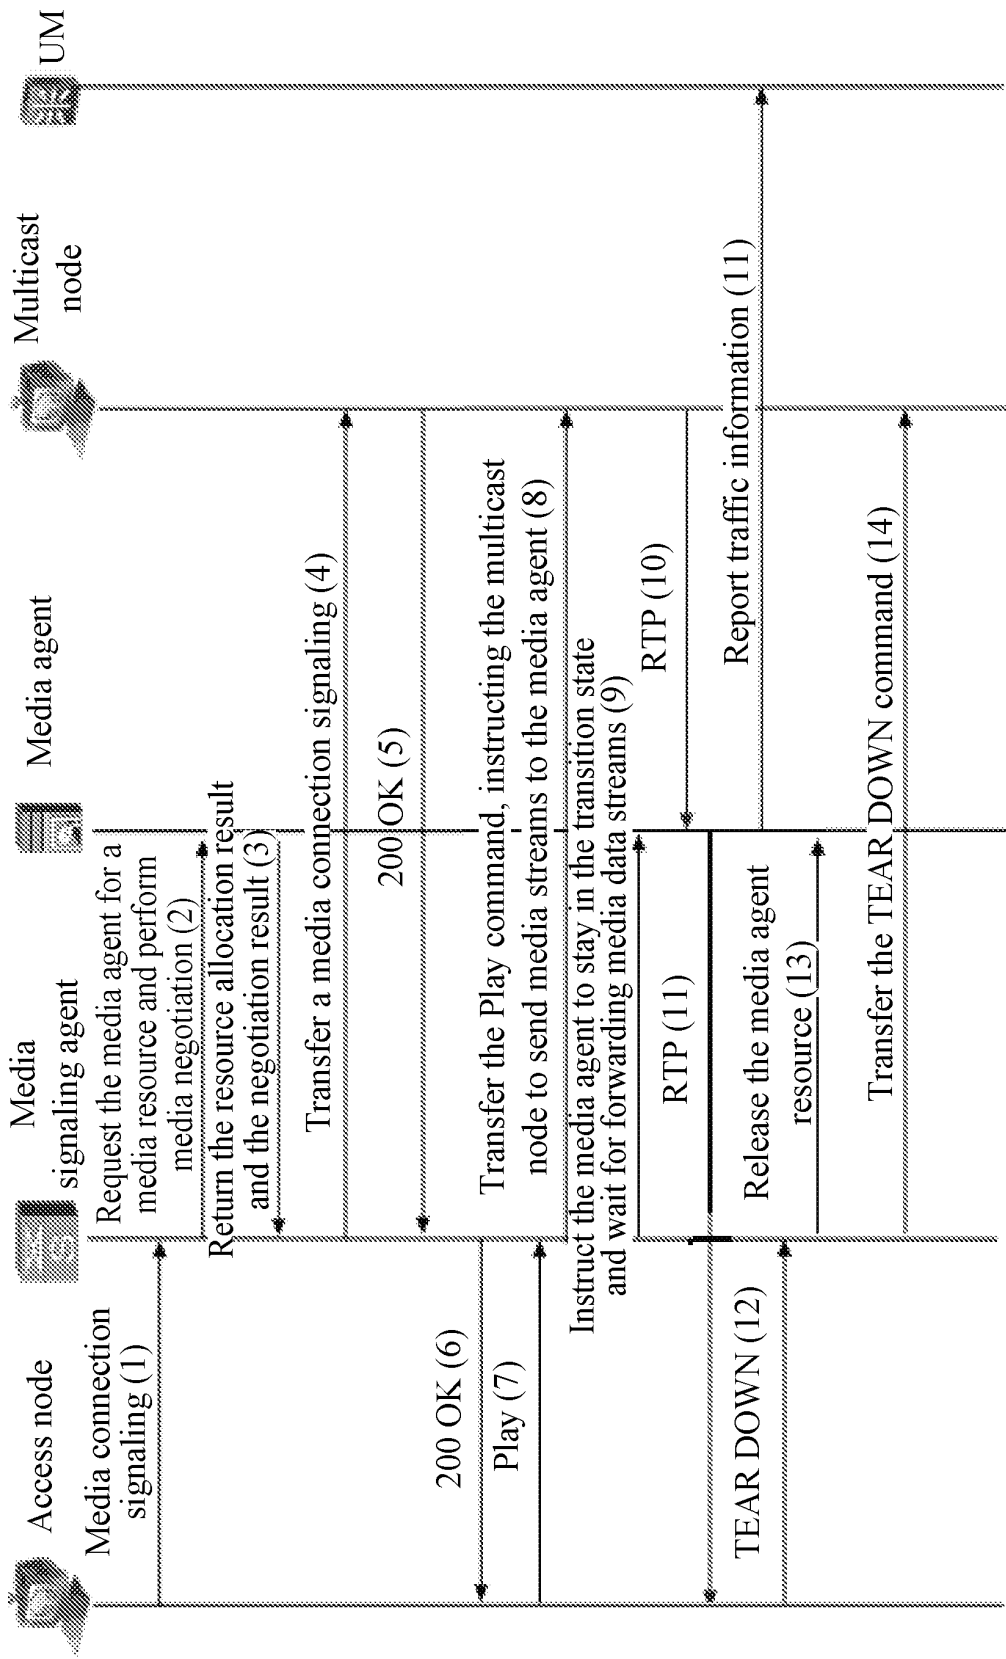 Access node
Media
signaling agent
Media agent
Multicast
node
UM
Media connection
signaling (1)
Request the media agent for a
media resource and perform
media negotiation (2)
Return the resource allocation result
and the negotiation result (3)
Transfer a media connection signaling (4)
200 OK (5)
200 OK (6)
Play (7)
Transfer the Play command, instructing the multicast
node to send media streams to the media agent (8)
Instruct the media agent to stay in the transition state
and wait for forwarding media data streams (9)
RTP (10)
RTP (11)
Report traffic information (11)
TEAR DOWN (12)
Release the media agent
resource (13)
Transfer the TEAR DOWN command (14)